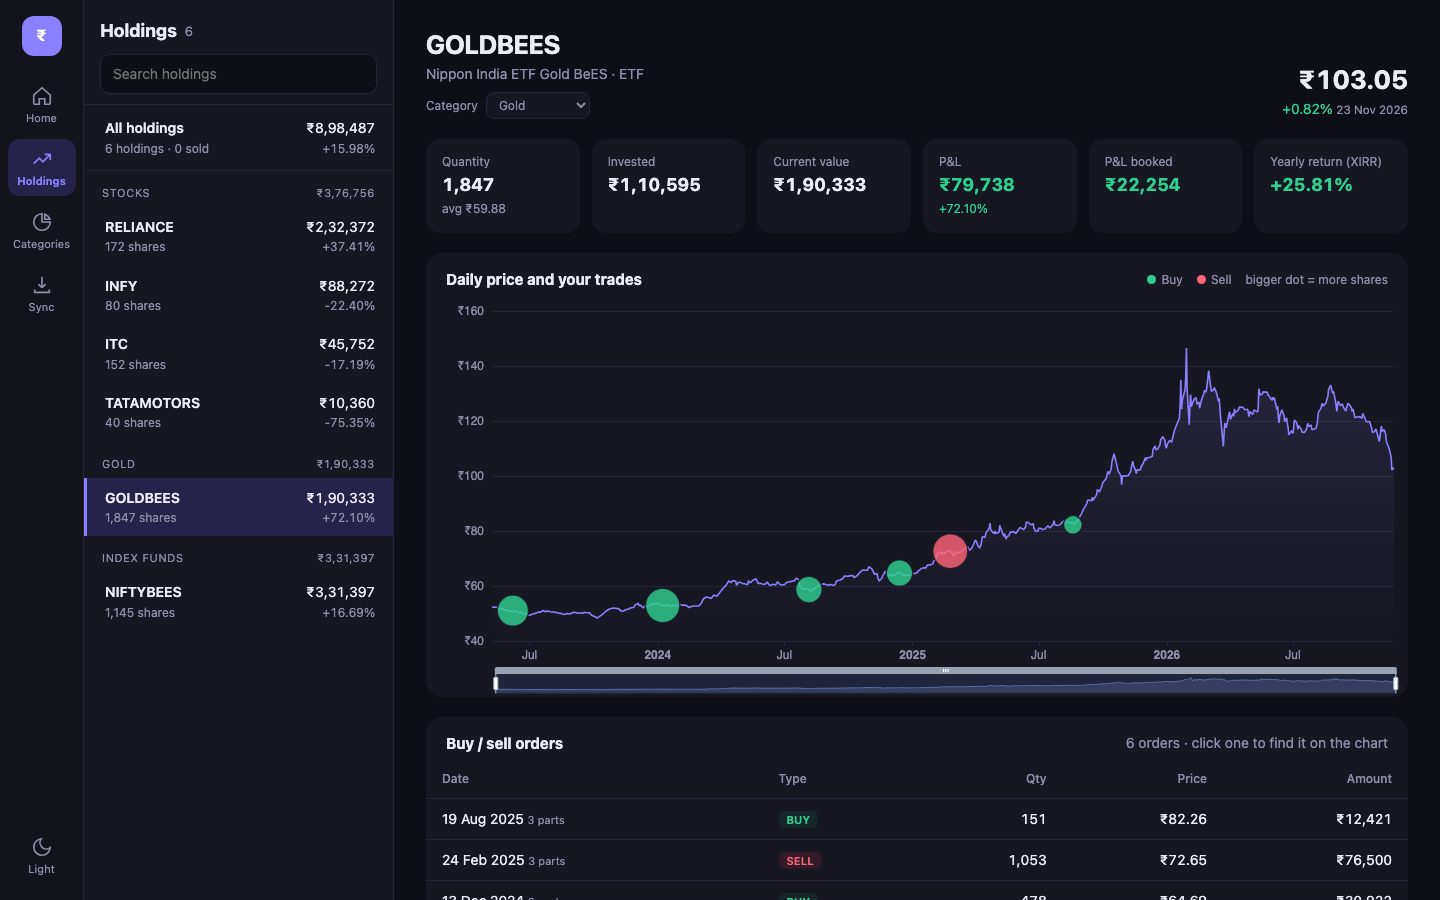 ₹
Home
Holdings
Categories
Sync
Light
Holdings 6
Search holdings
All holdings ₹8,98,487
6 holdings · 0 sold +15.98%
STOCKS ₹3,76,756
RELIANCE ₹2,32,372
172 shares +37.41%
INFY ₹88,272
80 shares -22.40%
ITC ₹45,752
152 shares -17.19%
TATAMOTORS ₹10,360
40 shares -75.35%
GOLD ₹1,90,333
GOLDBEES ₹1,90,333
1,847 shares +72.10%
INDEX FUNDS ₹3,31,397
NIFTYBEES ₹3,31,397
1,145 shares +16.69%
GOLDBEES
Nippon India ETF Gold BeES · ETF
Category Gold
₹103.05
+0.82% 23 Nov 2026
Quantity
1,847
avg ₹59.88
Invested
₹1,10,595
Current value
₹1,90,333
P&L
₹79,738
+72.10%
P&L booked
₹22,254
Yearly return (XIRR)
+25.81%
Daily price and your trades
Buy Sell bigger dot = more shares
₹160
₹140
₹120
₹100
₹80
₹60
₹40
Jul 2024 Jul 2025 Jul 2026 Jul
Buy / sell orders 6 orders · click one to find it on the chart
Date Type Qty Price Amount
19 Aug 2025 3 parts BUY 151 ₹82.26 ₹12,421
24 Feb 2025 3 parts SELL 1,053 ₹72.65 ₹76,500